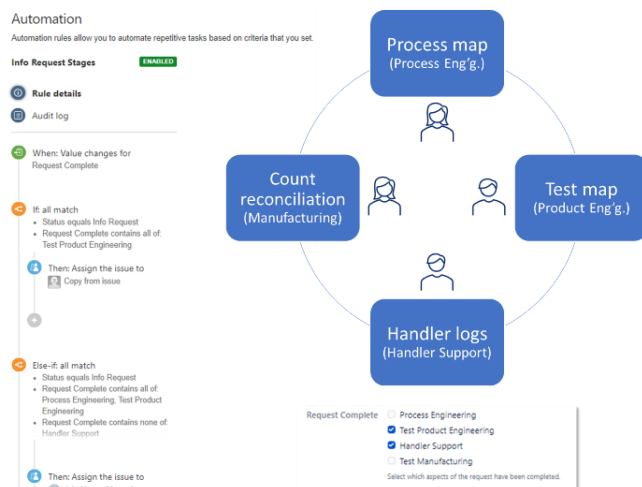 Automation
Automation rules allow you to automate repetitive tasks based on criteria that you set.
Info Request Stages
ENABLED
Rule details
Audit log
When: Value changes for
Request Complete
If: all match
• Status equals Info Request
• Request Complete contains all of:
Test Product Engineering
Then: Assign the issue to
Copy from issue
Else-if: all match
• Status equals Info Request
• Request Complete contains all of:
Process Engineering, Test Product
Engineering
• Request Complete contains none of:
Handler Support
Then: Assign the issue to
Process map
(Process Eng'g.)
Count
reconciliation
(Manufacturing)
Test map
(Product Eng'g.)
Handler logs
(Handler Support)
Request Complete
Process Engineering
Test Product Engineering
Handler Support
Test Manufacturing
Select which aspects of the request have been completed.